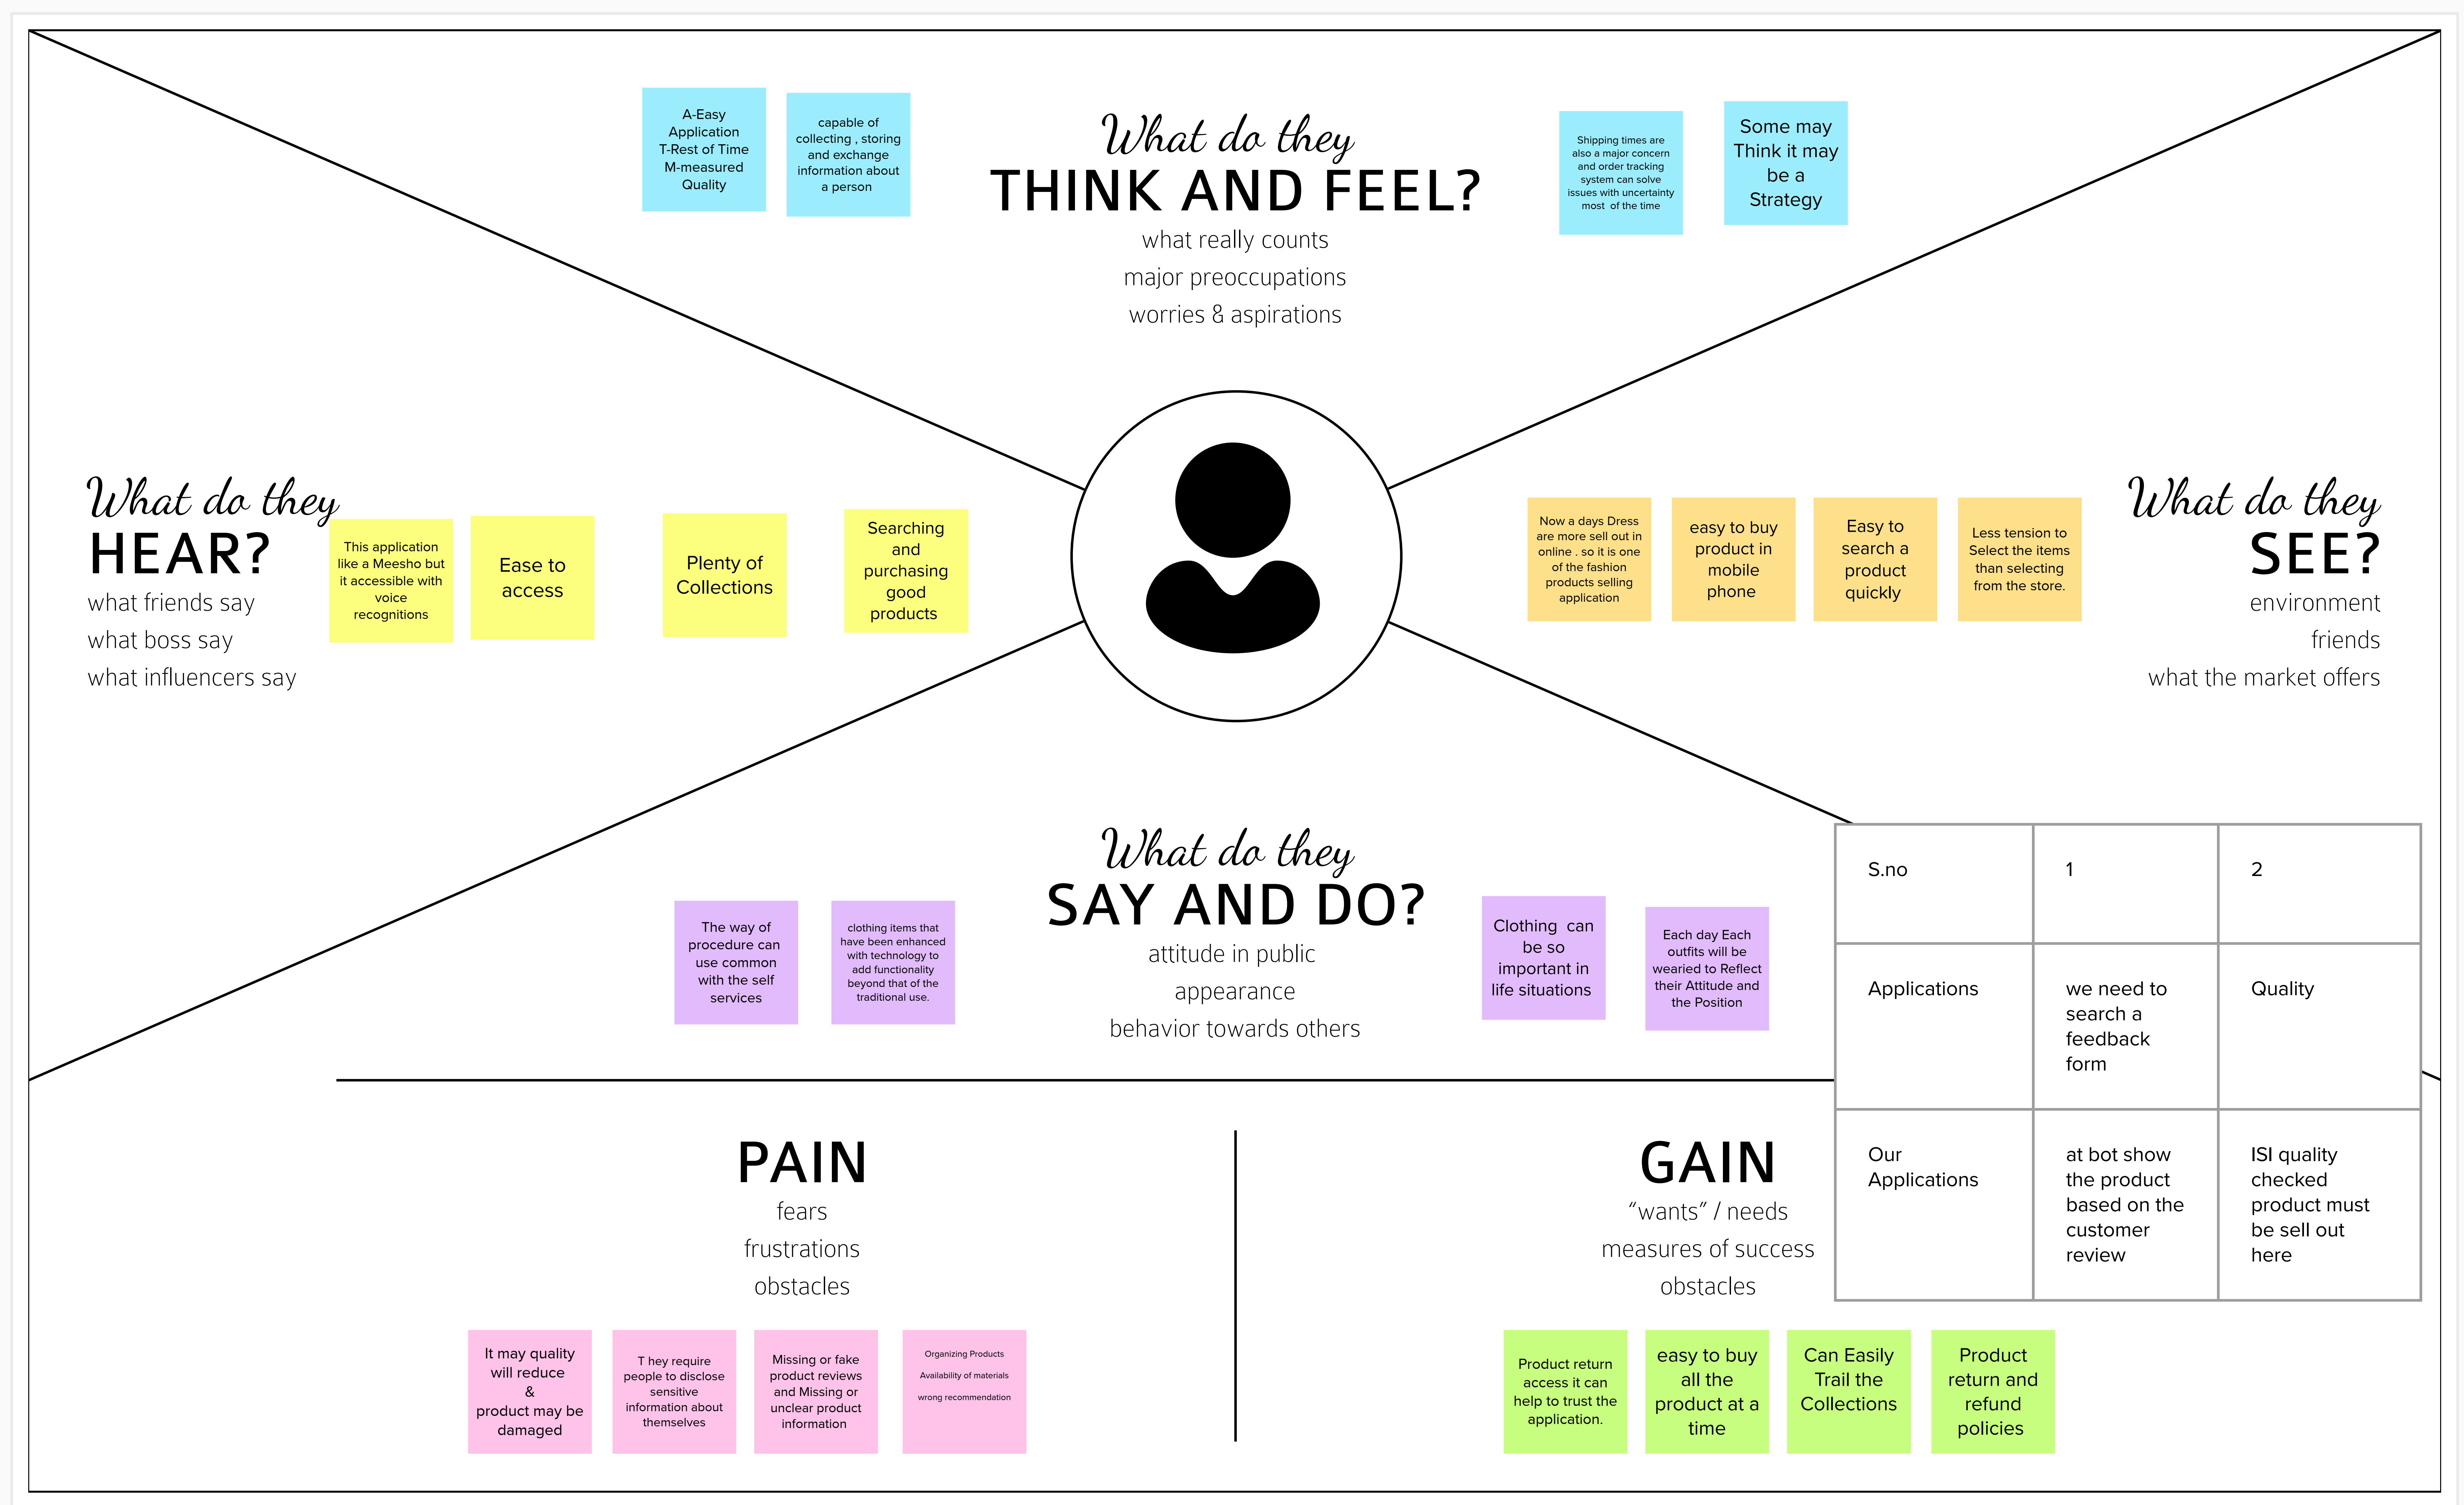 A-Easy
Application
T-Rest of Time
M-measured
Quality
capable of
collecting , storing
and exchange
information about
a person
What do they
THINK AND FEEL?
what really counts
major preoccupations
worries & aspirations
Shipping times are
also a major concern
and order tracking
system can solve
issues with uncertainty
most of the time
Some may
Think it may
be a
Strategy
What do they
HEAR?
what friends say
what boss say
what influencers say
This application
like a Meesho but
it accessible with
voice
recognitions
Ease to
access
Plenty of
Collections
Searching
and
purchasing
good
products
Now a days Dress
are more sell out in
online . so it is one
of the fashion
products selling
application
easy to buy
product in
mobile
phone
Easy to
search a
product
quickly
Less tension to
Select the items
than selecting
from the store.
What do they
SEE?
environment
friends
what the market offers
The way of
procedure can
use common
with the self
services
clothing items that
have been enhanced
with technology to
add functionality
beyond that of the
traditional use.
What do they
SAY AND DO?
attitude in public
appearance
behavior towards others
Clothing can
be so
important in
life situations
Each day Each
outfits will be
wearied to Reflect
their Attitude and
the Position
S.no
1
2
Applications
we need to
search a
feedback
form
Quality
Our
Applications
at bot show
the product
based on the
customer
review
ISI quality
checked
product must
be sell out
here
PAIN
fears
frustrations
obstacles
It may quality
will reduce
&
product may be
damaged
T hey require
people to disclose
sensitive
information about
themselves
Missing or fake
product reviews
and Missing or
unclear product
information
Organizing Products
Availability of materials
wrong recommendation
GAIN
“wants” / needs
measures of success
obstacles
Product return
access it can
help to trust the
application.
easy to buy
all the
product at a
time
Can Easily
Trail the
Collections
Product
return and
refund
policies